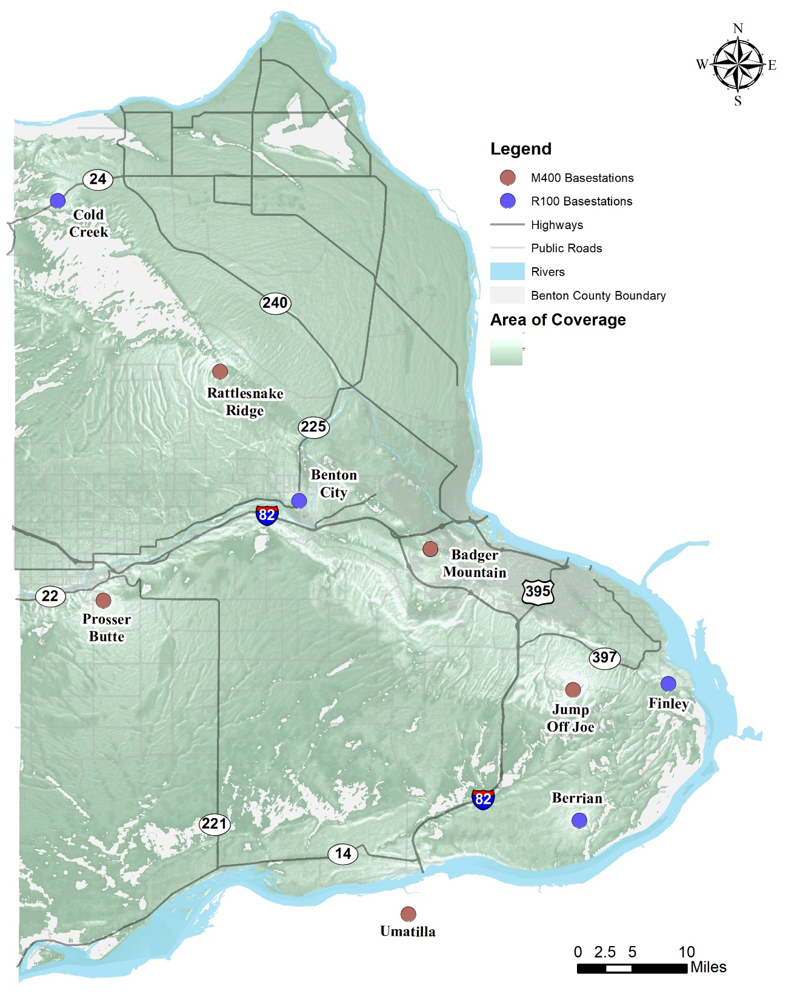 N
W
E
S
Legend
M400 Basestations
R100 Basestations
Highways
Public Roads
Rivers
Benton County Boundary
Area of Coverage
24
Cold
Creek
240
Rattlesnake
Ridge
225
Benton
City
82
Badger
Mountain
395
22
Prosser
Butte
397
Jump
Off Joe
Finley
Berrian
82
221
14
Umatilla
0 2.5 5 10
Miles